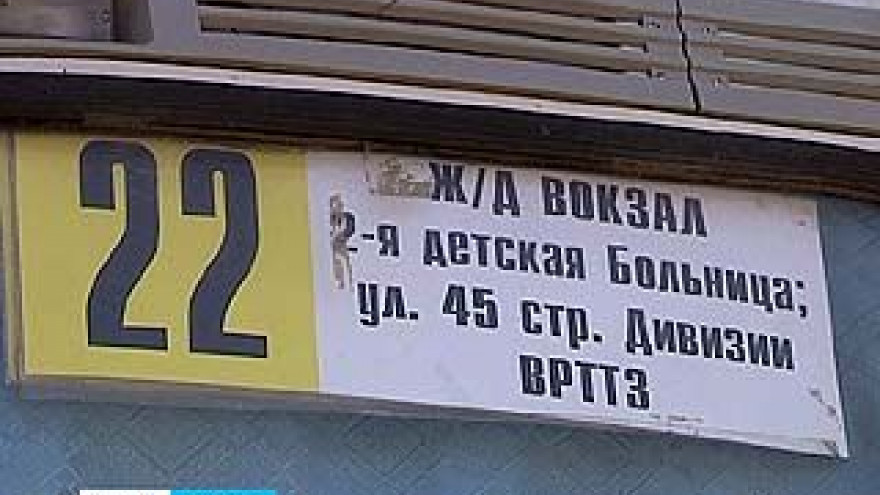 22
Ж/Д ВОКЗАЛ
2-я детская Больница;
ул. 45 стр. Дивизии
ВРТТЗ